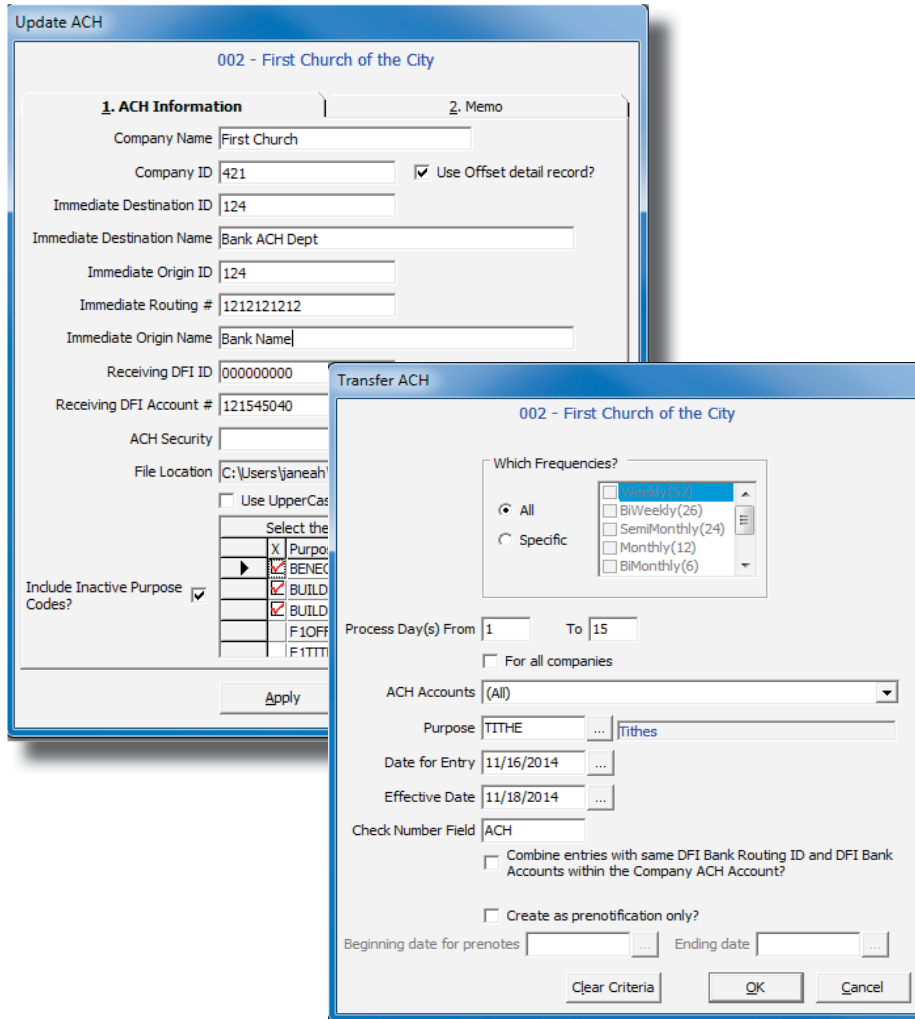 Update ACH
002 - First Church of the City
1. ACH Information 2. Memo
Company Name First Church
Company ID 421 Use Offset detail record?
Immediate Destination ID 124
Immediate Destination Name Bank ACH Dept
Immediate Origin ID 124
Immediate Routing # 1212121212
Immediate Origin Name Bank Name
Receiving DFI ID 000000000
Receiving DFI Account # 121545040
ACH Security
File Location C:\Users\janeah\
Use UpperCas
Select the
X Purpo
BENEC
Include Inactive Purpose Codes?
BUILD
BUILD
F1OFF
F1TITH
Apply
Transfer ACH
002 - First Church of the City
Which Frequencies?
All
Specific
Weekly(52)
BiWeekly(26)
SemiMonthly(24)
Monthly(12)
BiMonthly(6)
Process Day(s) From 1 To 15
For all companies
ACH Accounts (All)
Purpose TITHE ... Tithes
Date for Entry 11/16/2014 ...
Effective Date 11/18/2014 ...
Check Number Field ACH
Combine entries with same DFI Bank Routing ID and DFI Bank
Accounts within the Company ACH Account?
Create as prenotification only?
Beginning date for prenotes ... Ending date ...
Clear Criteria OK Cancel